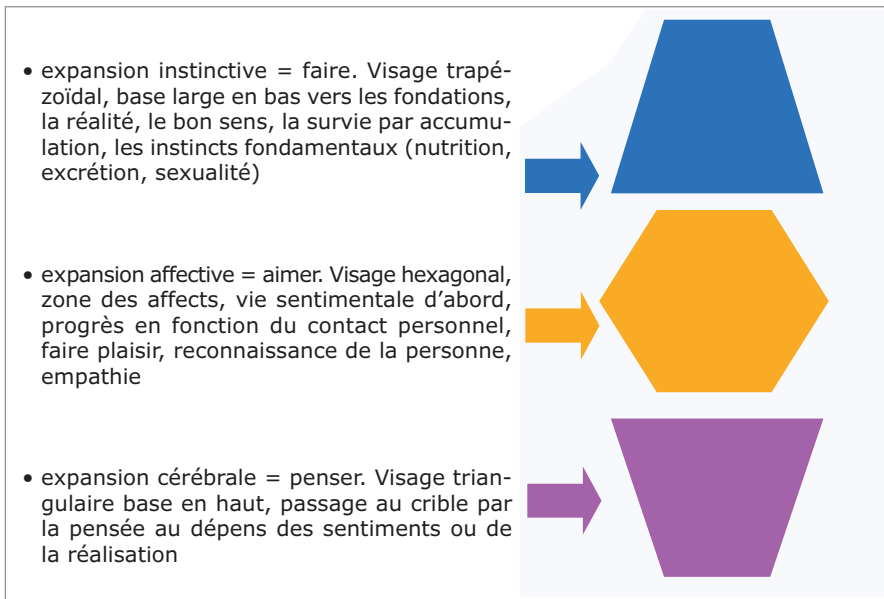 • expansion instinctive = faire. Visage trapé-
zoïdal, base large en bas vers les fondations,
la réalité, le bon sens, la survie par accumu-
lation, les instincts fondamentaux (nutrition,
excrétion, sexualité)
• expansion affective = aimer. Visage hexagonal,
zone des affects, vie sentimentale d’abord,
progrès en fonction du contact personnel,
faire plaisir, reconnaissance de la personne,
empathie
• expansion cérébrale = penser. Visage trian-
gulaire base en haut, passage au crible par
la pensée au dépens des sentiments ou de
la réalisation